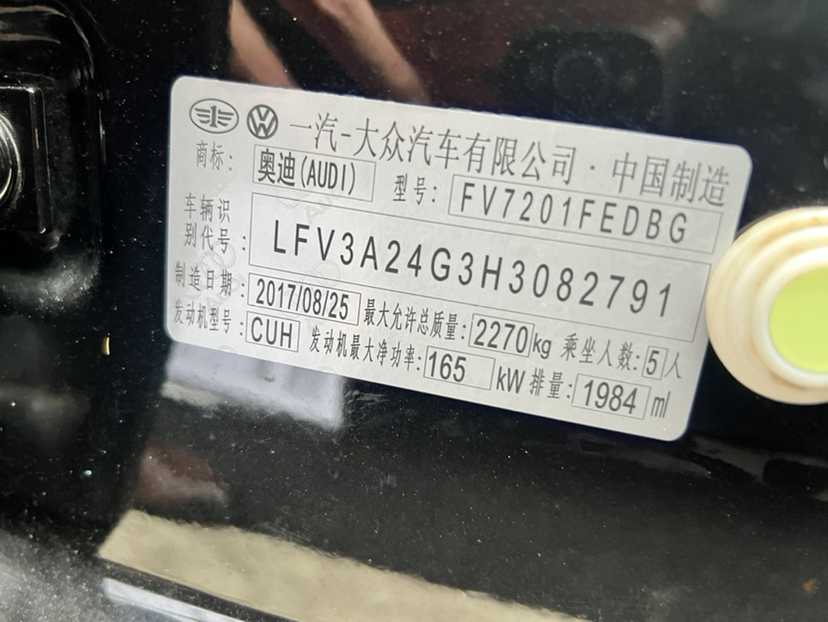 一汽-大众汽车有限公司·中国制造
商标: 奥迪(AUDI) 型号: FV7201FEDBG
车辆识别代号: LFV3A24G3H3082791
制造日期: 2017/08/25 最大允许总质量: 2270kg 乘坐人数: 5人
发动机型号: CUH 发动机最大净功率: 165 kW 排量: 1984 ml